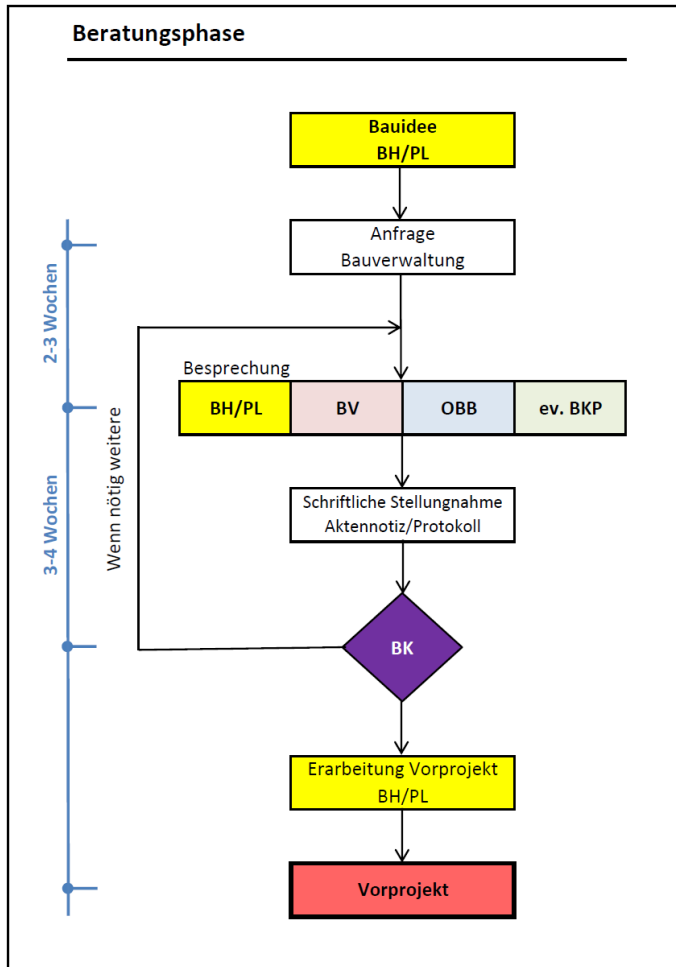 Beratungsphase
Bauidee
BH/PL
Anfrage
Bauverwaltung
2-3 Wochen
Besprechung
BH/PL
BV
OBB
ev. BKP
Wenn nötig weitere
3-4 Wochen
Schriftliche Stellungnahme
Aktennotiz/Protokoll
BK
Erarbeitung Vorprojekt
BH/PL
Vorprojekt